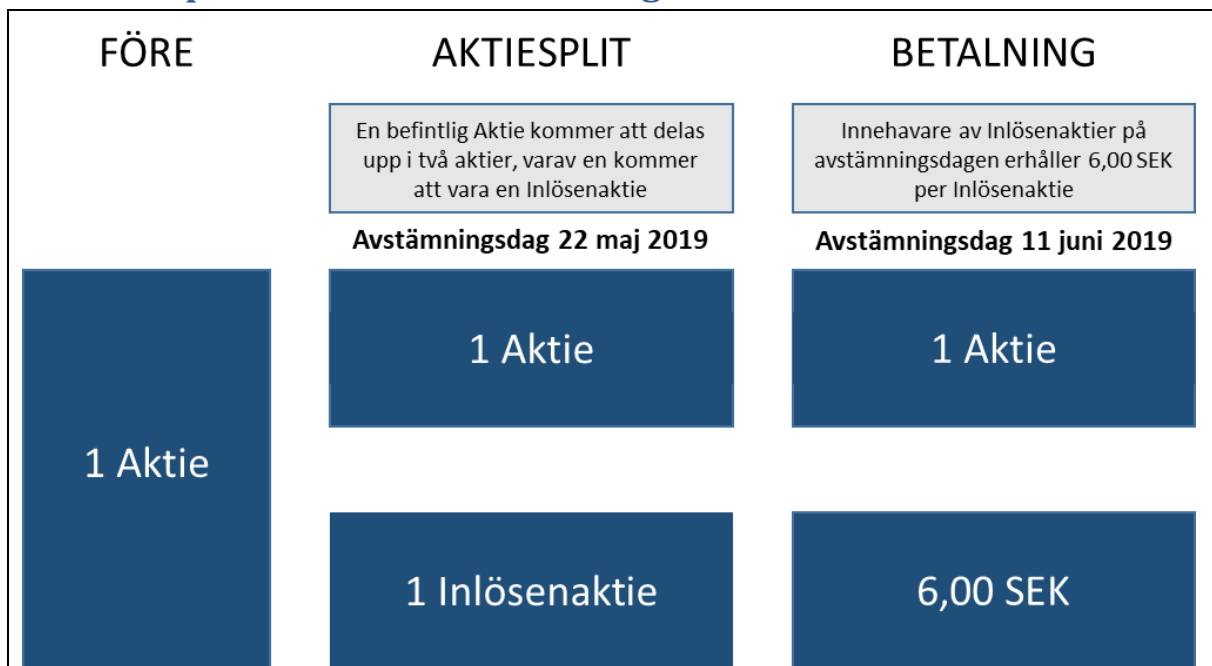 FÖRE
AKTIESPLIT
BETALNING
En befintlig Aktie kommer att delas
upp i två aktier, varav en kommer
att vara en Inlösenaktie
Innehavare av Inlösenaktier på
avstämningsdagen erhåller 6,00 SEK
per Inlösenaktie
Avstämningsdag 22 maj 2019
Avstämningsdag 11 juni 2019
1 Aktie
1 Aktie
1 Aktie
1 Inlösenaktie
6,00 SEK